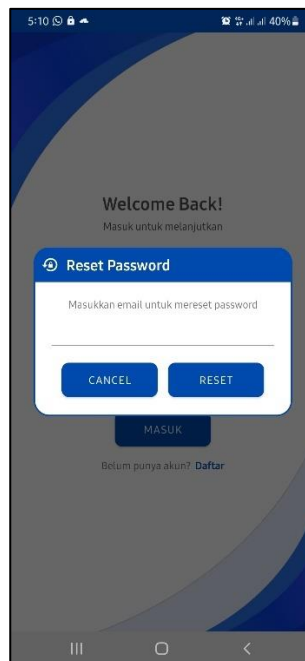 5:10
40%
Welcome Back!
Masuk untuk melanjutkan
Reset Password
Masukkan email untuk mereset password
CANCEL
RESET
MASUK
Belum punya akun? Daftar